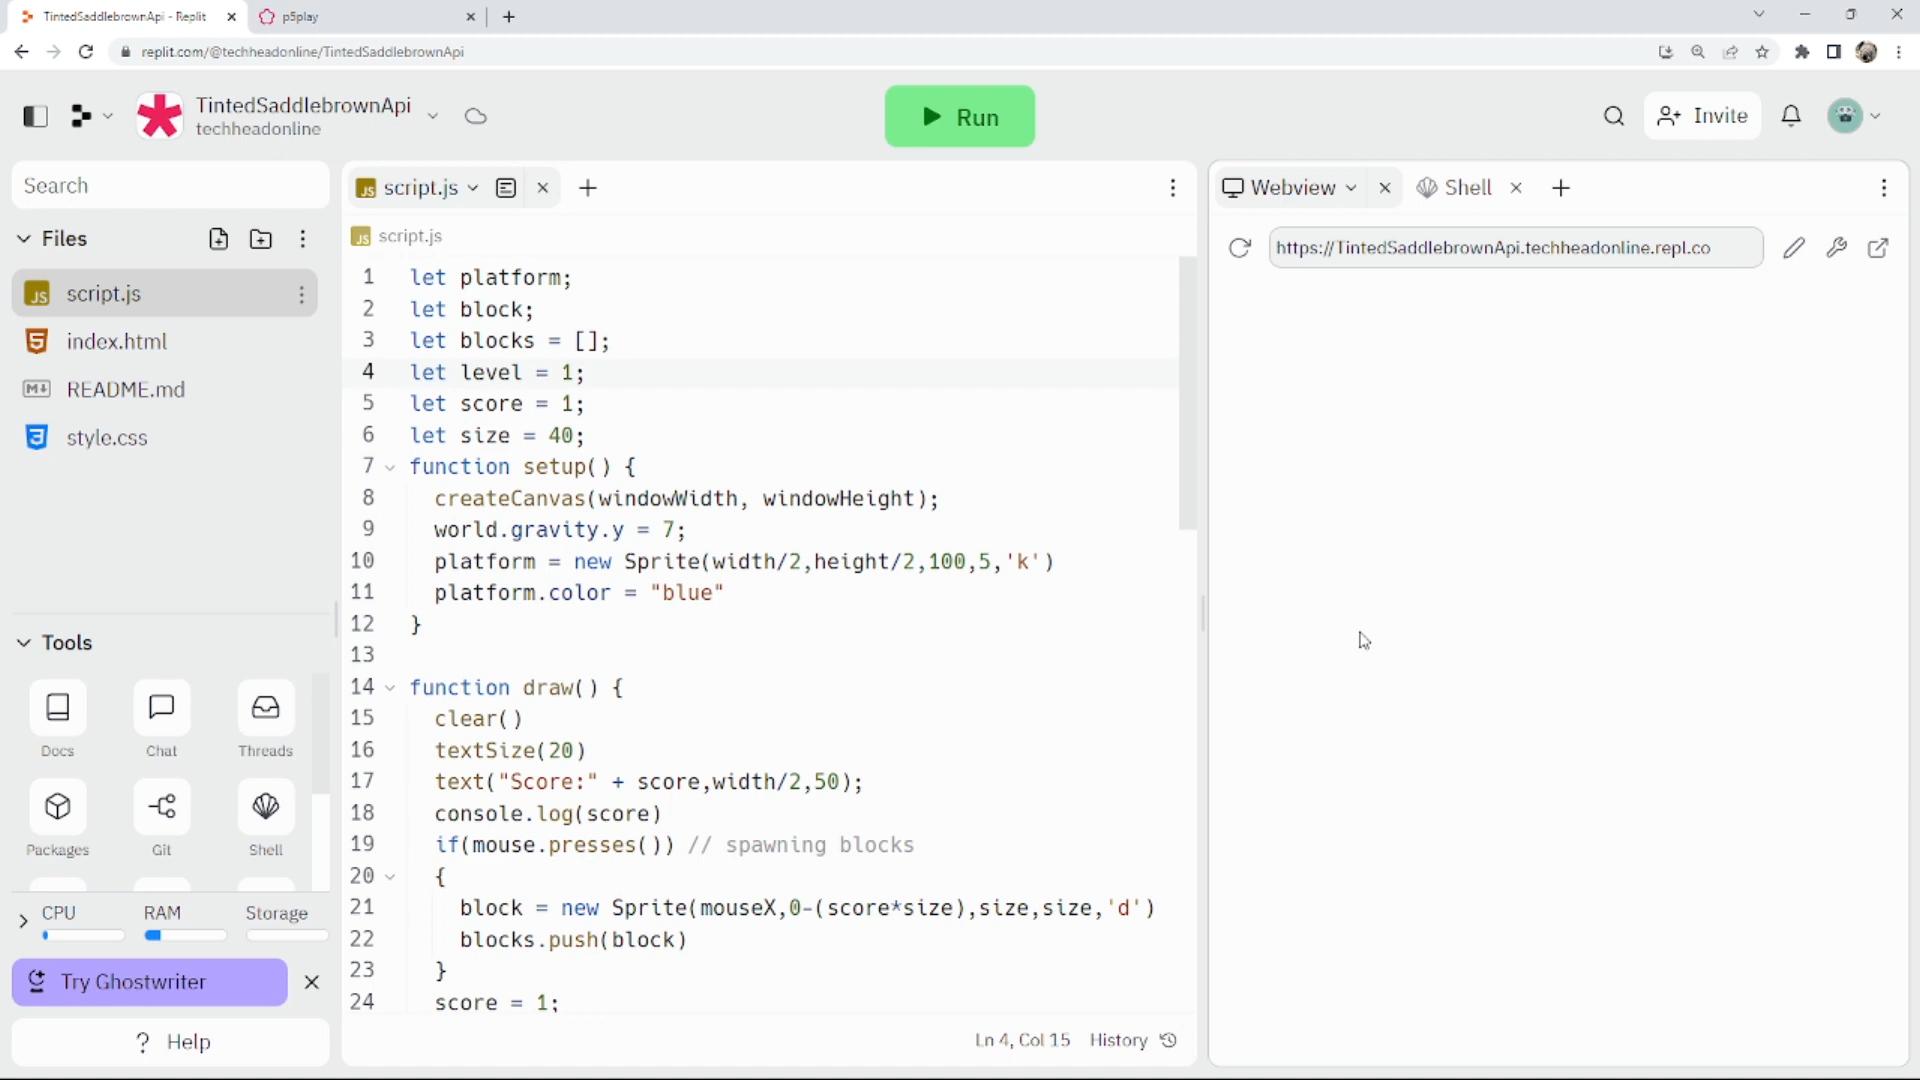 TintedSaddlebrownApi - Replit
p5play
replit.com/@techheadonline/TintedSaddlebrownApi
TintedSaddlebrownApi
techheadonline
Run
Invite
Search
Files
script.js
index.html
README.md
style.css
Tools
Docs
Chat
Threads
Packages
Git
Shell
CPU
RAM
Storage
Try Ghostwriter
? Help
script.js
script.js
1 let platform;
2 let block;
3 let blocks = [];
4 let level = 1;
5 let score = 1;
6 let size = 40;
7 function setup() {
8 createCanvas(windowWidth, windowHeight);
9 world.gravity.y = 7;
10 platform = new Sprite(width/2,height/2,100,5,'k')
11 platform.color = "blue"
12 }
13
14 function draw() {
15 clear()
16 textSize(20)
17 text("Score:" + score,width/2,50);
18 console.log(score)
19 if(mouse.presses()) // spawning blocks
20 {
21 block = new Sprite(mouseX,0-(score*size),size,size,'d')
22 blocks.push(block)
23 }
24 score = 1;
Ln 4, Col 15 History
Webview
Shell
https://TintedSaddlebrownApi.techheadonline.repl.co